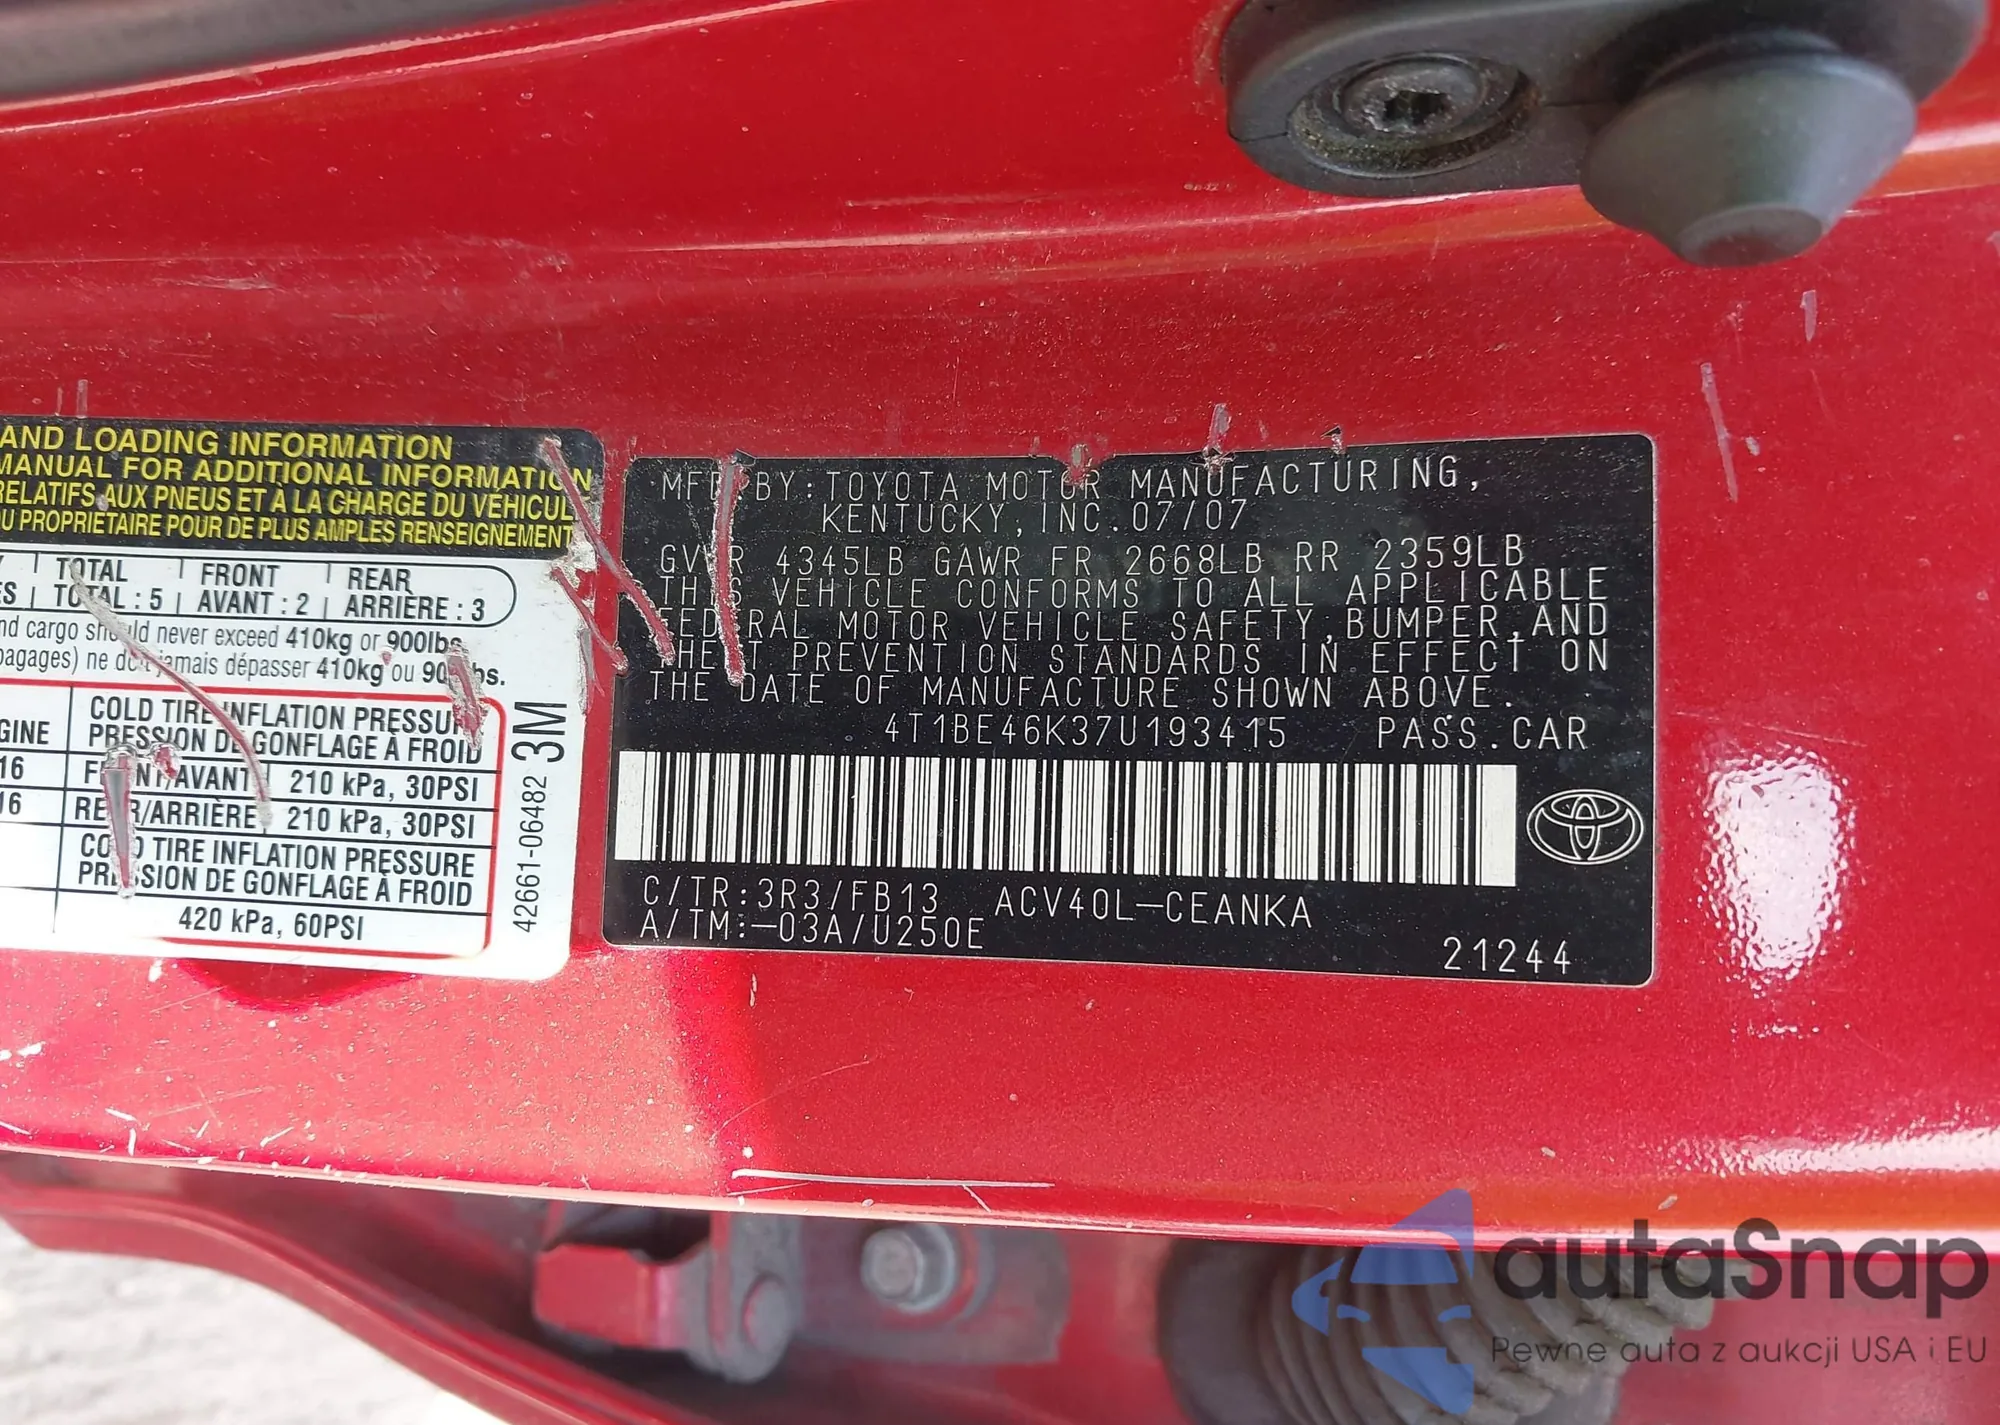 AND LOADING INFORMATION
MANUAL FOR ADDITIONAL INFORMATION
RELATIFS AUX PNEUS ET À LA CHARGE DU VÉHICUL
DU PROPRIÉTAIRE POUR DE PLUS AMPLES RENSEIGNEMENT
TOTAL FRONT REAR
TOTAL : 5 AVANT : 2 ARRIÈRE : 3
nd cargo should never exceed 410kg or 900lbs.
bagages) ne doit jamais dépasser 410kg ou 900lbs.
COLD TIRE INFLATION PRESSURE
GINE PRESSION DE GONFLAGE À FROID
16 FRONT/AVANT 210 kPa, 30PSI
16 REAR/ARRIÈRE 210 kPa, 30PSI
COLD TIRE INFLATION PRESSURE
PRESSION DE GONFLAGE À FROID
420 kPa, 60PSI
42661-06482 3M
MFD BY:TOYOTA MOTOR MANUFACTURING,
KENTUCKY, INC. 07/07
GVWR 4345LB GAWR FR 2668LB RR 2359LB
THIS VEHICLE CONFORMS TO ALL APPLICABLE
FEDERAL MOTOR VEHICLE SAFETY, BUMPER, AND
THEFT PREVENTION STANDARDS IN EFFECT ON
THE DATE OF MANUFACTURE SHOWN ABOVE.
4T1BE46K37U193415 PASS.CAR
C/TR:3R3/FB13 ACV40L-CEANKA
A/TM:-03A/U250E
21244
autaSnap
Pewne auta z aukcji USA i EU